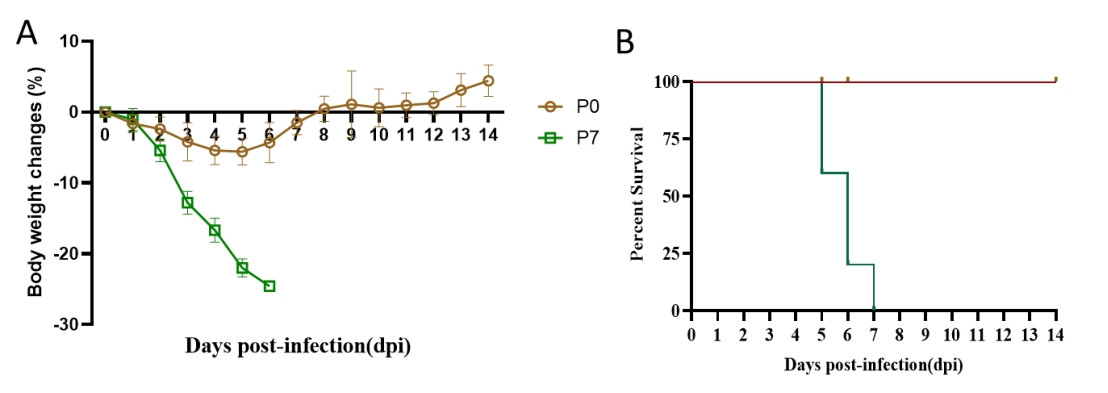 A
10
0
-10
-20
-30
Body weight changes (%)
0 1 2 3 4 5 6 7 8 9 10 11 12 13 14
Days post-infection(dpi)
P0
P7
B
100
75
50
25
0
Percent Survival
0 1 2 3 4 5 6 7 8 9 10 11 12 13 14
Days post-infection(dpi)